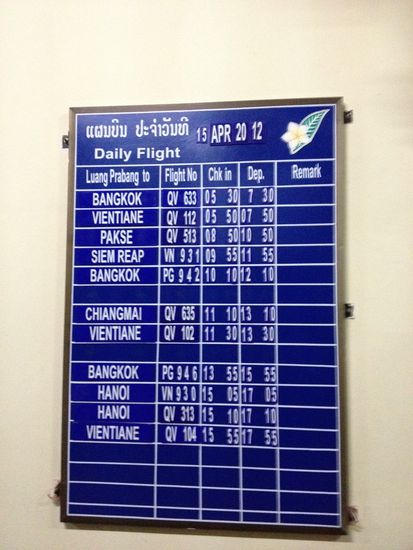 ແຜນບິນ ປະຈຳວັນທີ 15 APR 20 12
Daily Flight
Luang Prabang to Flight No Chk in Dep. Remark
BANGKOK QV 633 05 30 7 30
VIENTIANE QV 112 05 50 07 50
PAKSE QV 513 08 50 10 50
SIEM REAP VN 931 09 55 11 55
BANGKOK PG 942 10 10 12 10
CHIANGMAI QV 635 11 10 13 10
VIENTIANE QV 102 11 30 13 30
BANGKOK PG 946 13 55 15 55
HANOI VN 930 15 05 17 05
HANOI QV 313 15 10 17 10
VIENTIANE QV 104 15 55 17 55